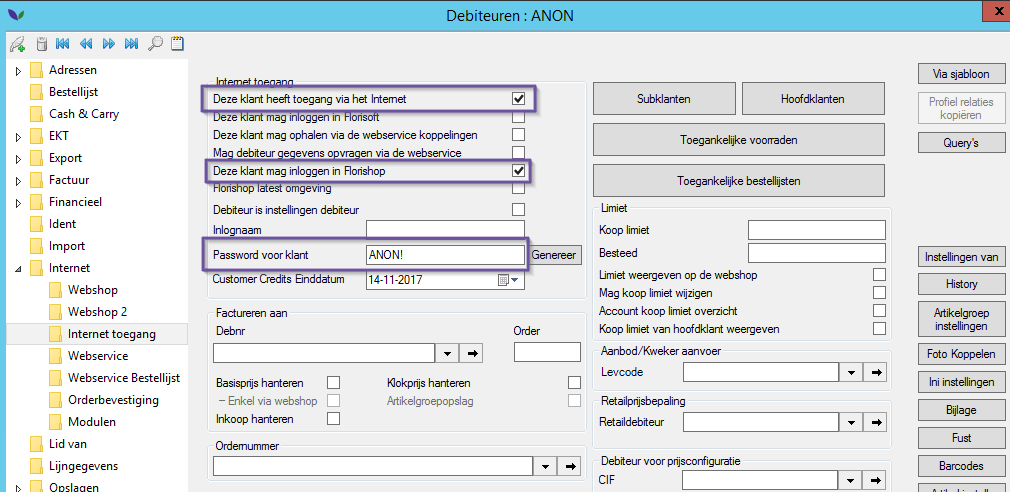 Debiteuren : ANON
x
Adressen
Bestellijst
Cash & Carry
EKT
Export
Factuur
Financieel
Ident
Import
Internet
Webshop
Webshop 2
Internet toegang
Webservice
Webservice Bestellijst
Orderbevestiging
Modulen
Lid van
Lijngegevens
Opslagen
Internet toegang
Deze klant heeft toegang via het Internet
Deze klant mag inloggen in Florisoft
Deze klant mag ophalen via de webservice koppelingen
Mag debiteur gegevens opvragen via de webservice
Deze klant mag inloggen in Florishop
Florishop latest omgeving
Debiteur is instellingen debiteur
Inlognaam
Password voor klant ANON! Genereer
Customer Credits Einddatum 14-11-2017
Factureren aan
Debnr Order
Basisprijs hanteren Klokprijs hanteren
– Enkel via webshop Artikelgroepopslag
Inkoop hanteren
Ordernummer
Subklanten Hoofdklanten
Toegankelijke voorraden
Toegankelijke bestellijsten
Limiet
Koop limiet
Besteed
Limiet weergeven op de webshop
Mag koop limiet wijzigen
Account koop limiet overzicht
Koop limiet van hoofdklant weergeven
Aanbod/Kweker aanvoer
Levcode
Retailprijsbepaling
Retaildebiteur
Debiteur voor prijsconfiguratie
CIF
Via sjabloon
Profiel relaties
kopiëren
Query's
Instellingen van
History
Artikelgroep
instellingen
Foto Koppelen
Ini instellingen
Bijlage
Fust
Barcodes